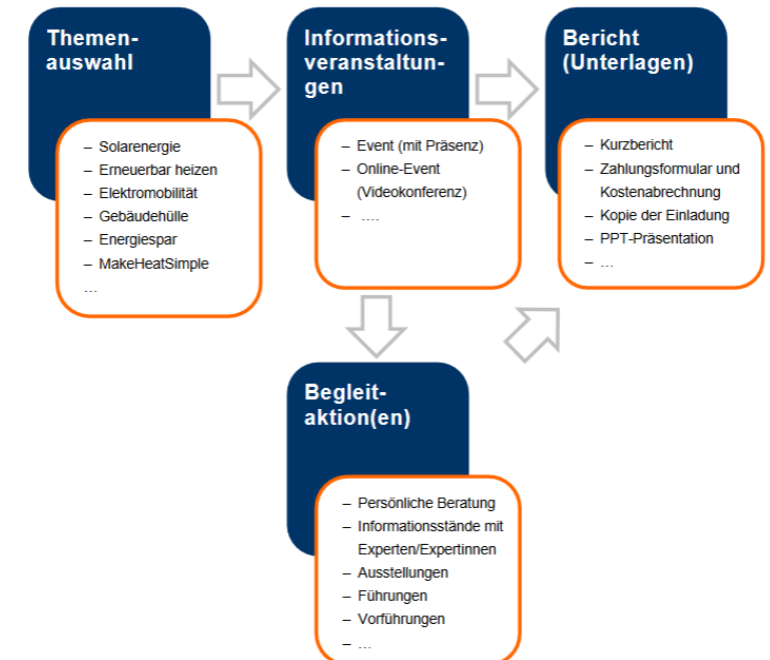 Themen-
auswahl
– Solarenergie
– Erneuerbar heizen
– Elektromobilität
– Gebäudehülle
– Energiespar
– MakeHeatSimple
...
Informations-
veranstaltun-
gen
– Event (mit Präsenz)
– Online-Event
(Videokonferenz)
– ....
Bericht
(Unterlagen)
– Kurzbericht
– Zahlungsformular und
Kostenabrechnung
– Kopie der Einladung
– PPT-Präsentation
– ...
Begleit-
aktion(en)
– Persönliche Beratung
– Informationsstände mit
Experten/Expertinnen
– Ausstellungen
– Führungen
– Vorführungen
– ...